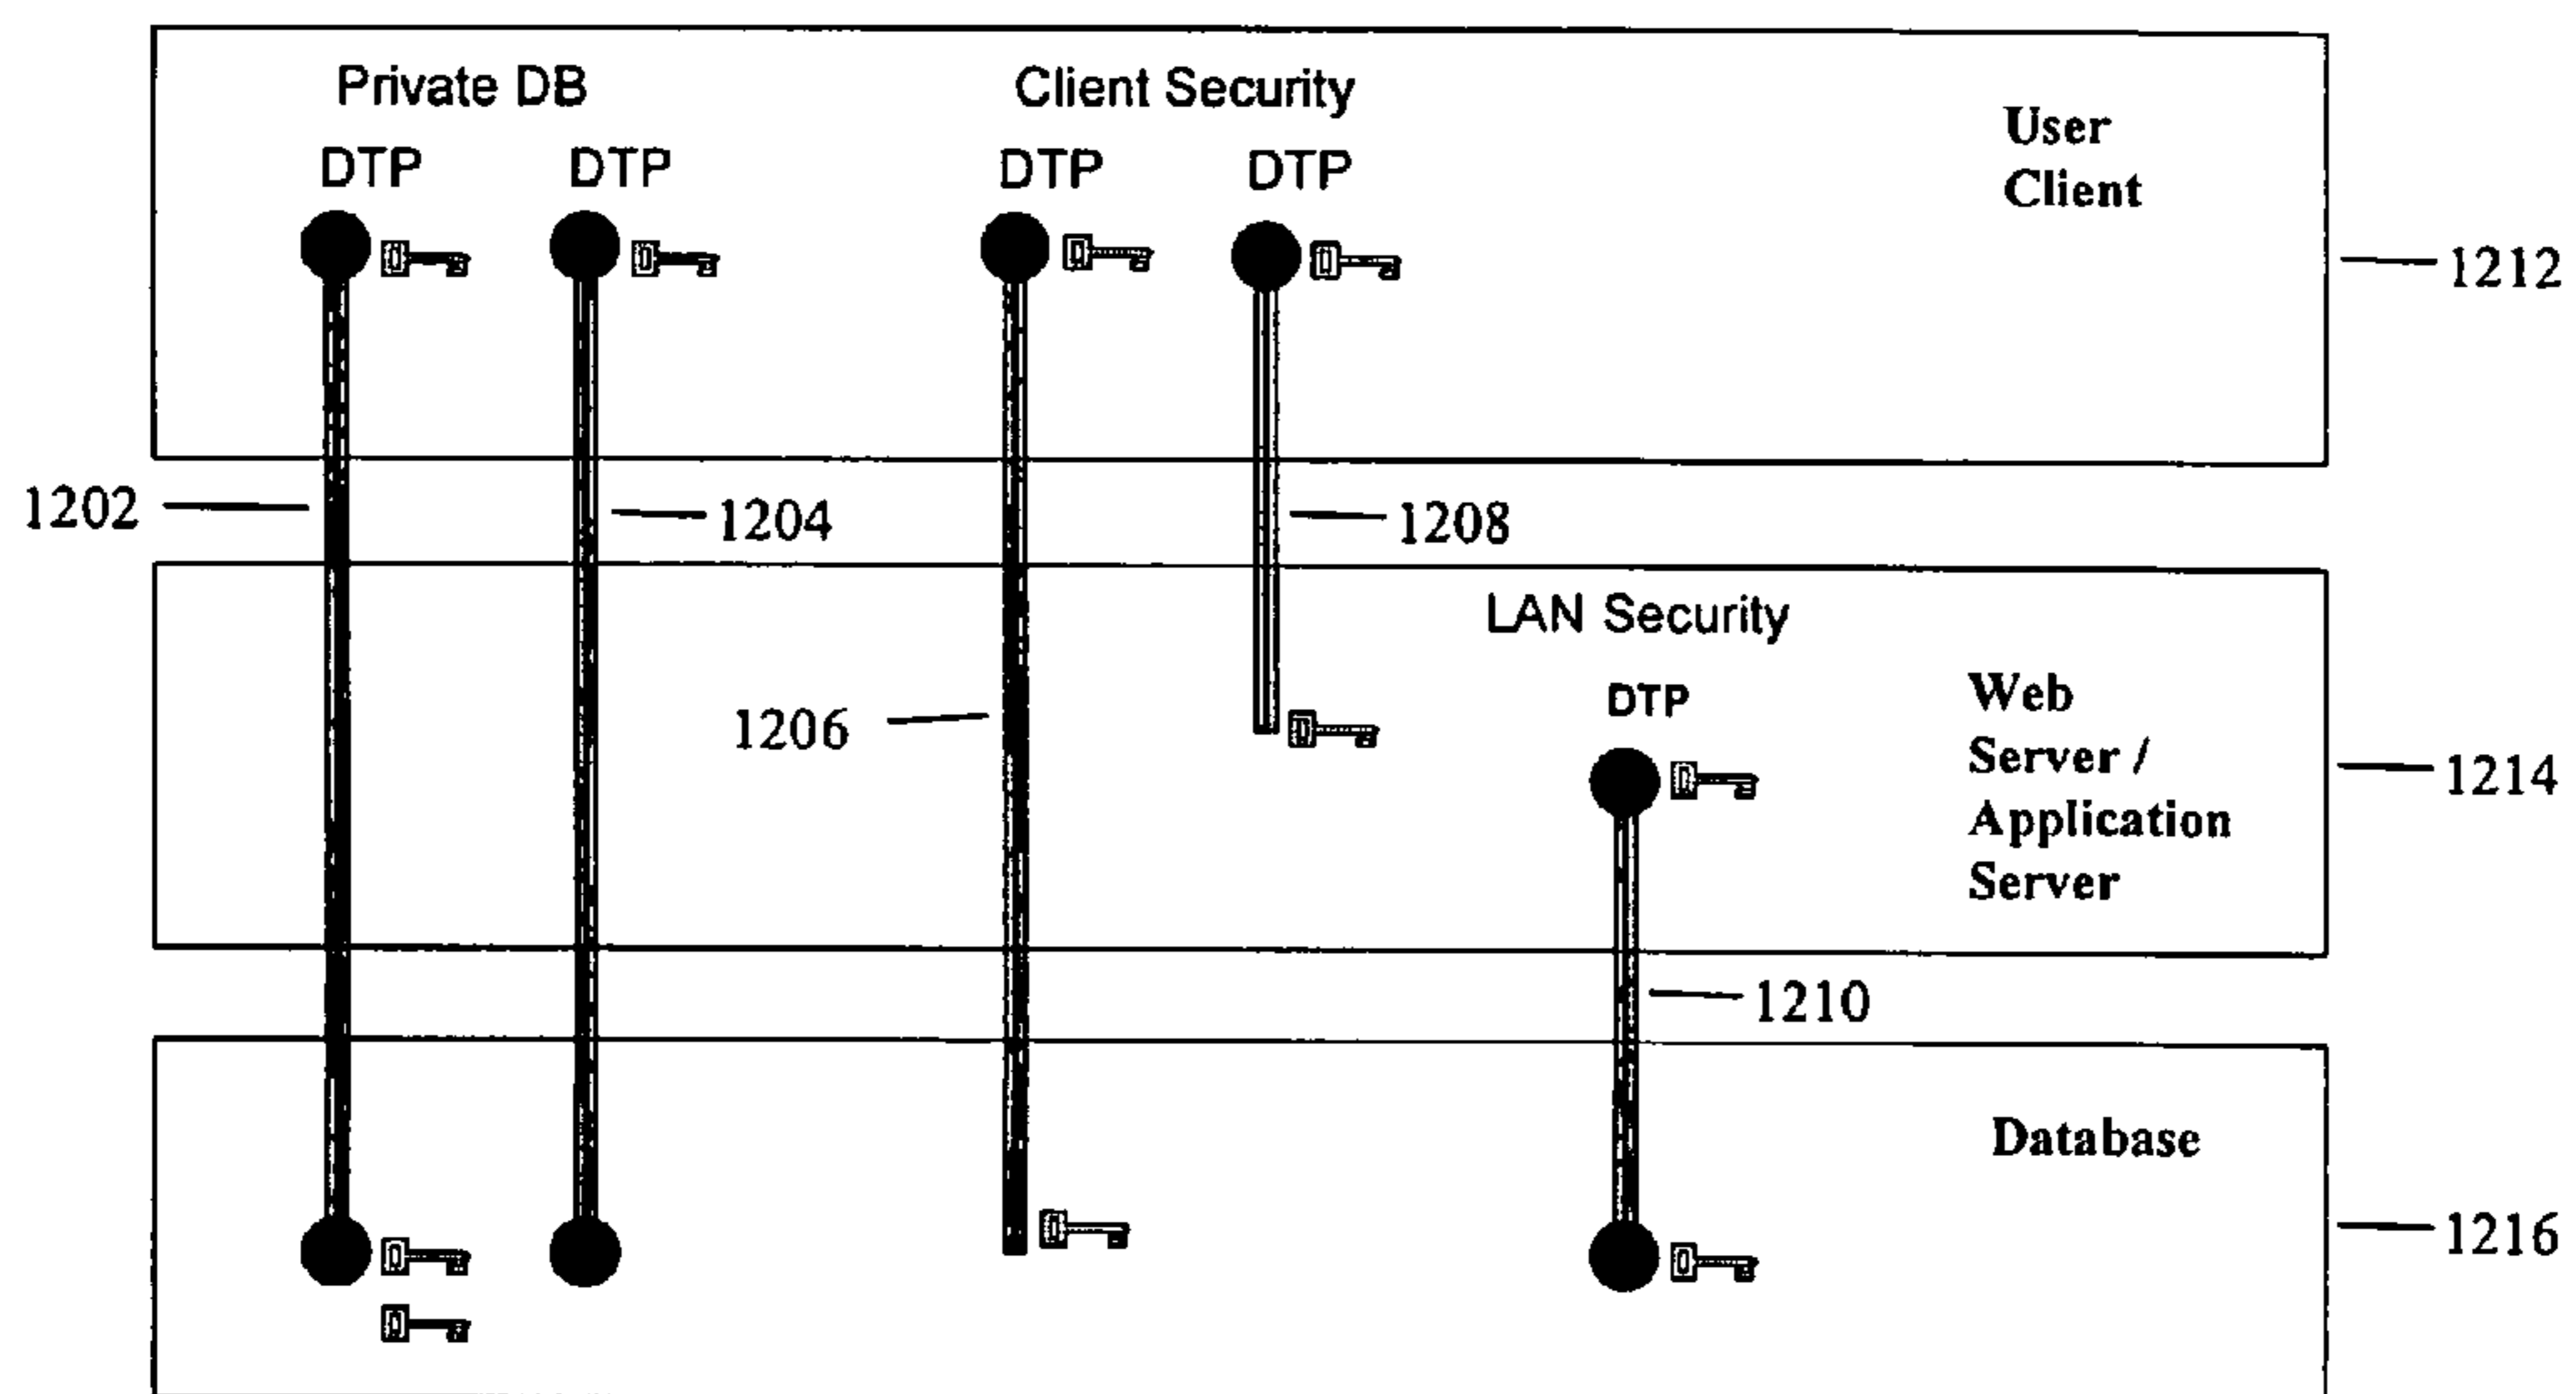 Private DB
Client Security
DTP
DTP
DTP
DTP
User
Client
1212
1202
1204
1208
LAN Security
1206
DTP
Web
Server /
Application
Server
1214
1210
Database
1216